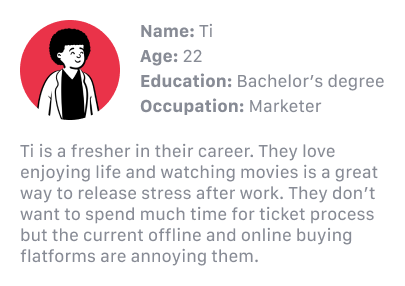 Name: Ti
Age: 22
Education: Bachelor’s degree
Occupation: Marketer
Ti is a fresher in their career. They love
enjoying life and watching movies is a great
way to release stress after work. They don’t
want to spend much time for ticket process
but the current offline and online buying
flatforms are annoying them.